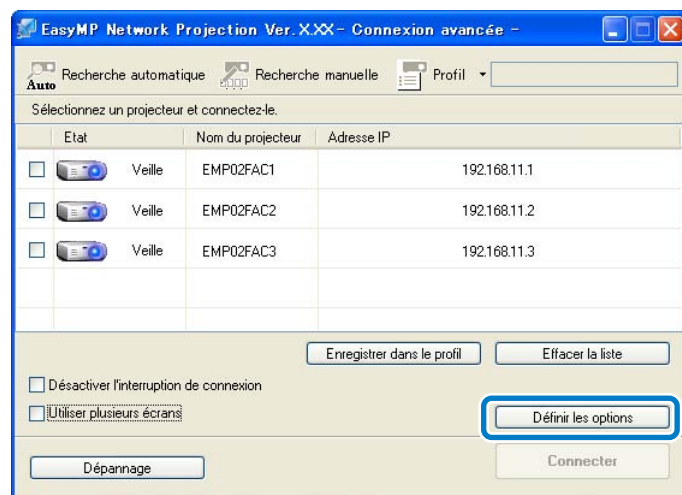 EasyMP Network Projection Ver.X.XX - Connexion avancée -
Auto Recherche automatique Recherche manuelle Profil
Sélectionnez un projecteur et connectez-le.
Etat Nom du projecteur Adresse IP
Veille EMP02FAC1 192.168.11.1
Veille EMP02FAC2 192.168.11.2
Veille EMP02FAC3 192.168.11.3
Enregistrer dans le profil Effacer la liste
Désactiver l'interruption de connexion
Utiliser plusieurs écrans Définir les options
Dépannage Connecter